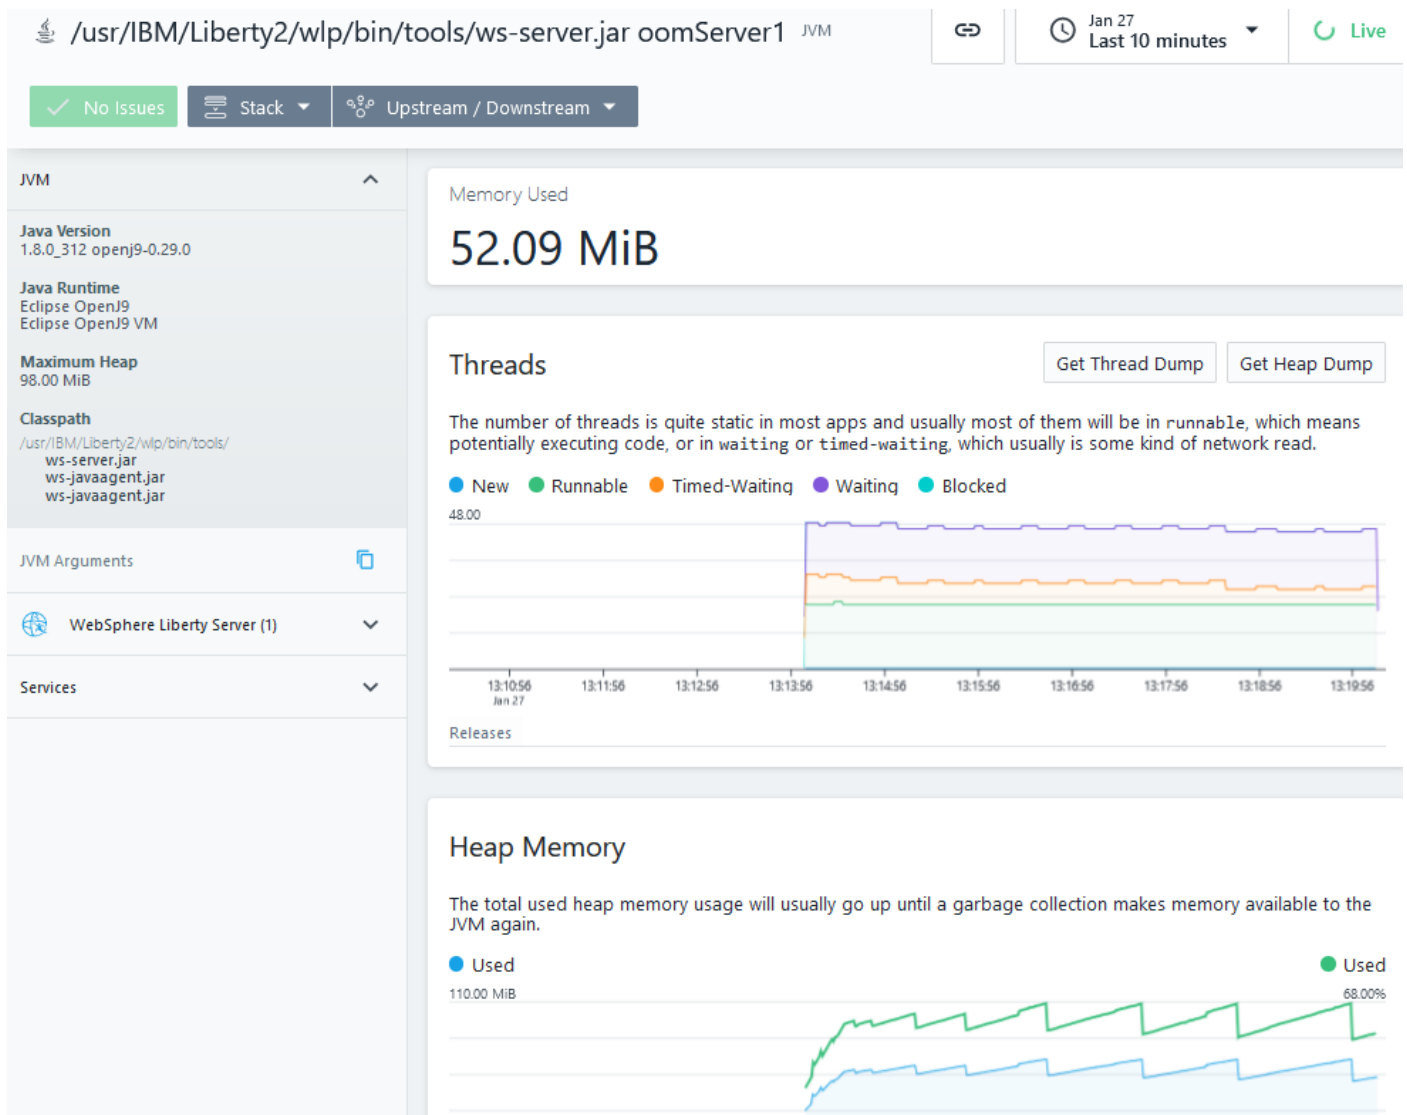 /usr/IBM/Liberty2/wlp/bin/tools/ws-server.jar oomServer1 JVM
Jan 27
Last 10 minutes
Live
No Issues
Stack
Upstream / Downstream
JVM
Java Version
1.8.0_312 openj9-0.29.0
Java Runtime
Eclipse OpenJ9
Eclipse OpenJ9 VM
Maximum Heap
98.00 MiB
Classpath
/usr/IBM/Liberty2/wlp/bin/tools/
ws-server.jar
ws-javaagent.jar
ws-javaagent.jar
JVM Arguments
WebSphere Liberty Server (1)
Services
Memory Used
52.09 MiB
Threads
Get Thread Dump
Get Heap Dump
The number of threads is quite static in most apps and usually most of them will be in runnable, which means
potentially executing code, or in waiting or timed-waiting, which usually is some kind of network read.
New Runnable Timed-Waiting Waiting Blocked
48.00
13:10:56 13:11:56 13:12:56 13:13:56 13:14:56 13:15:56 13:16:56 13:17:56 13:18:56 13:19:56
Jan 27
Releases
Heap Memory
The total used heap memory usage will usually go up until a garbage collection makes memory available to the
JVM again.
Used Used
110.00 MiB 68.00%